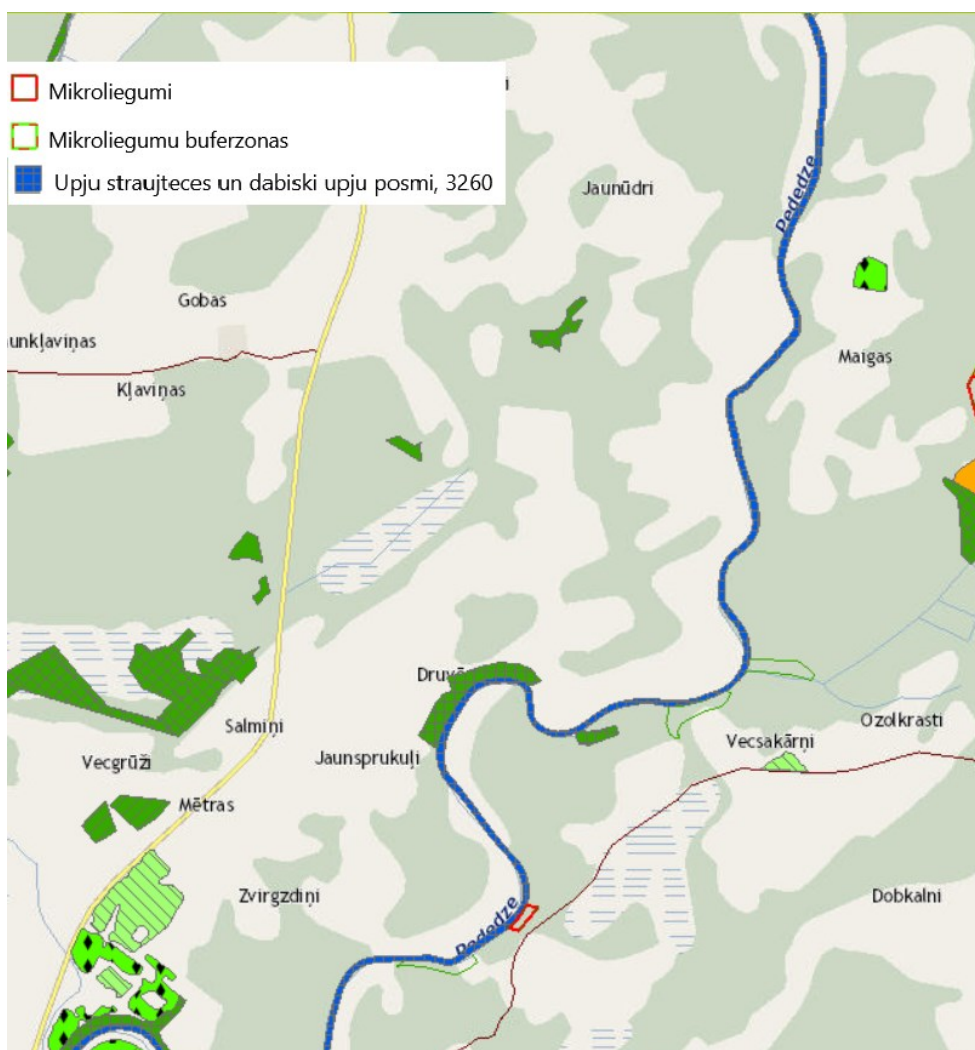 Mikroliegumi
Mikroliegumu buferzonas
Upju straujteces un dabiski upju posmi, 3260
Jaunūdri
Pededze
Gobas
Maigas
Kļaviņas
Ozolkrasti
Salmiņi
Jaunsprukuļi
Vecsakārņi
Vecgrūži
Mētras
Zvirgzdiņi
Dobkalni
Pededze